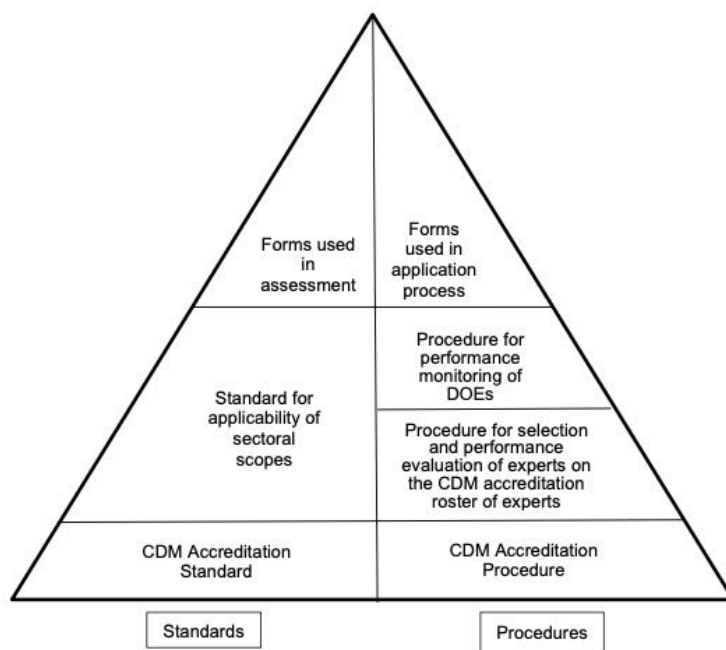 Forms used
in
assessment
Forms
used in
application
process
Standard for
applicability of
sectoral
scopes
Procedure for
performance
monitoring of
DOEs
Procedure for selection
and performance
evaluation of experts on
the CDM accreditation
roster of experts
CDM Accreditation
Standard
CDM Accreditation
Procedure
Standards
Procedures